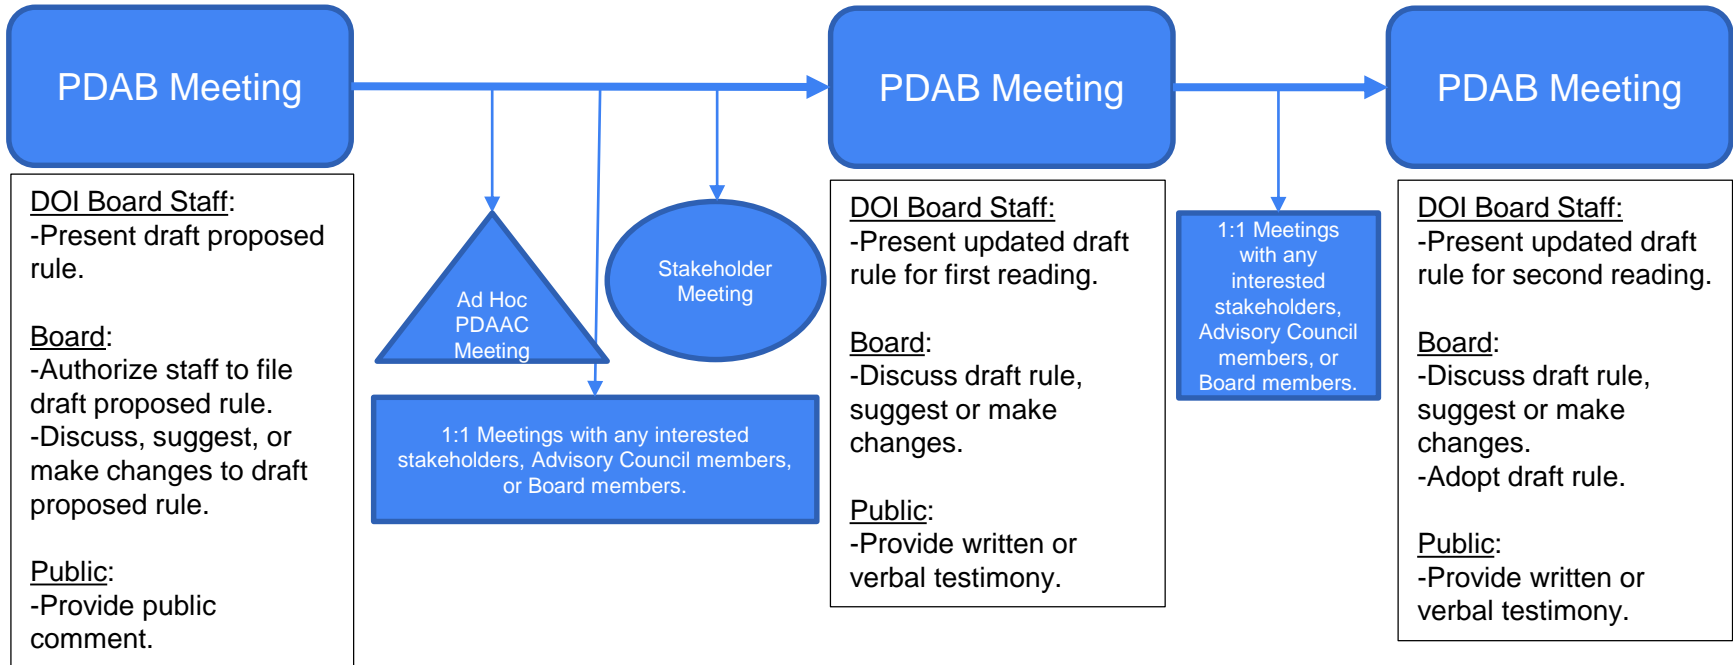 PDAB Meeting
DOI Board Staff:
-Present draft proposed
rule.
Board:
-Authorize staff to file
draft proposed rule.
-Discuss, suggest, or
make changes to draft
proposed rule.
Public:
-Provide public
comment.
Ad Hoc
PDAAC
Meeting
1:1 Meetings with any interested
stakeholders, Advisory Council members,
or Board members.
Stakeholder
Meeting
PDAB Meeting
DOI Board Staff:
-Present updated draft
rule for first reading.
Board:
-Discuss draft rule,
suggest or make
changes.
Public:
-Provide written or
verbal testimony.
1:1 Meetings
with any
interested
stakeholders,
Advisory Council
members, or
Board members.
PDAB Meeting
DOI Board Staff:
-Present updated draft
rule for second reading.
Board:
-Discuss draft rule,
suggest or make
changes.
-Adopt draft rule.
Public:
-Provide written or
verbal testimony.